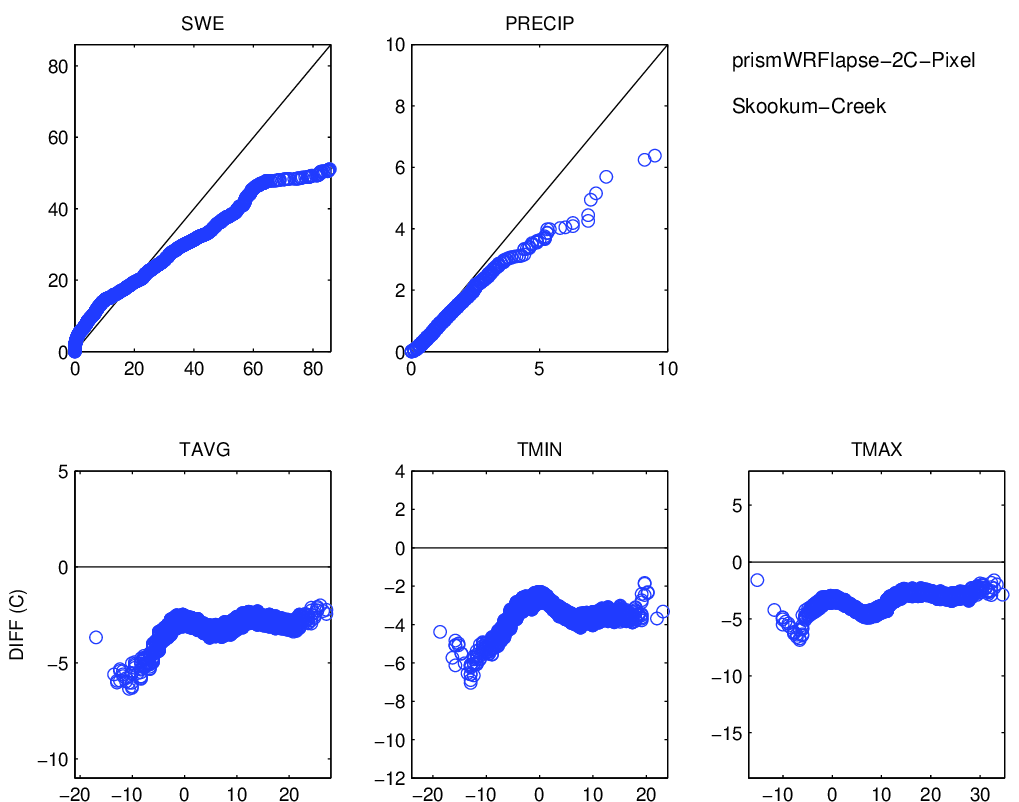 SWE
PRECIP
prismWRFlapse−2C−Pixel
Skookum−Creek
80
60
40
20
0
0 20 40 60 80
10
8
6
4
2
0
0 5 10
TAVG
TMIN
TMAX
DIFF (C)
5
0
−5
−10
−20 −10 0 10 20
4
2
0
−2
−4
−6
−8
−10
−12
−20 −10 0 10 20
5
0
−5
−10
−15
−10 0 10 20 30